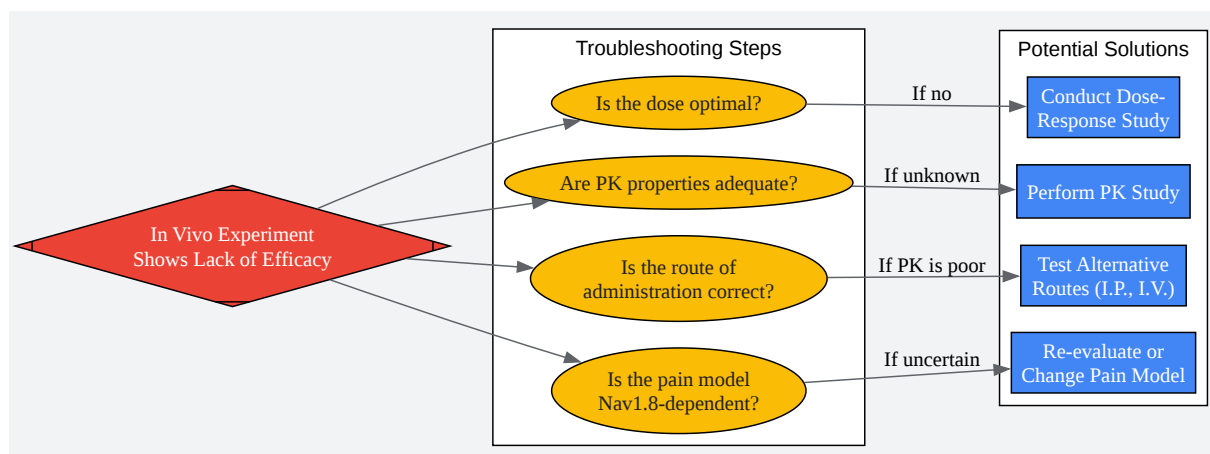 Troubleshooting Steps
Potential Solutions
Is the dose optimal?
If no
Conduct Dose-
Response Study
Are PK properties adequate?
If unknown
Perform PK Study
In Vivo Experiment
Shows Lack of Efficacy
Is the route of
administration correct?
If PK is poor
Test Alternative
Routes (I.P., I.V.)
Is the pain model
Nav1.8-dependent?
If uncertain
Re-evaluate or
Change Pain Model